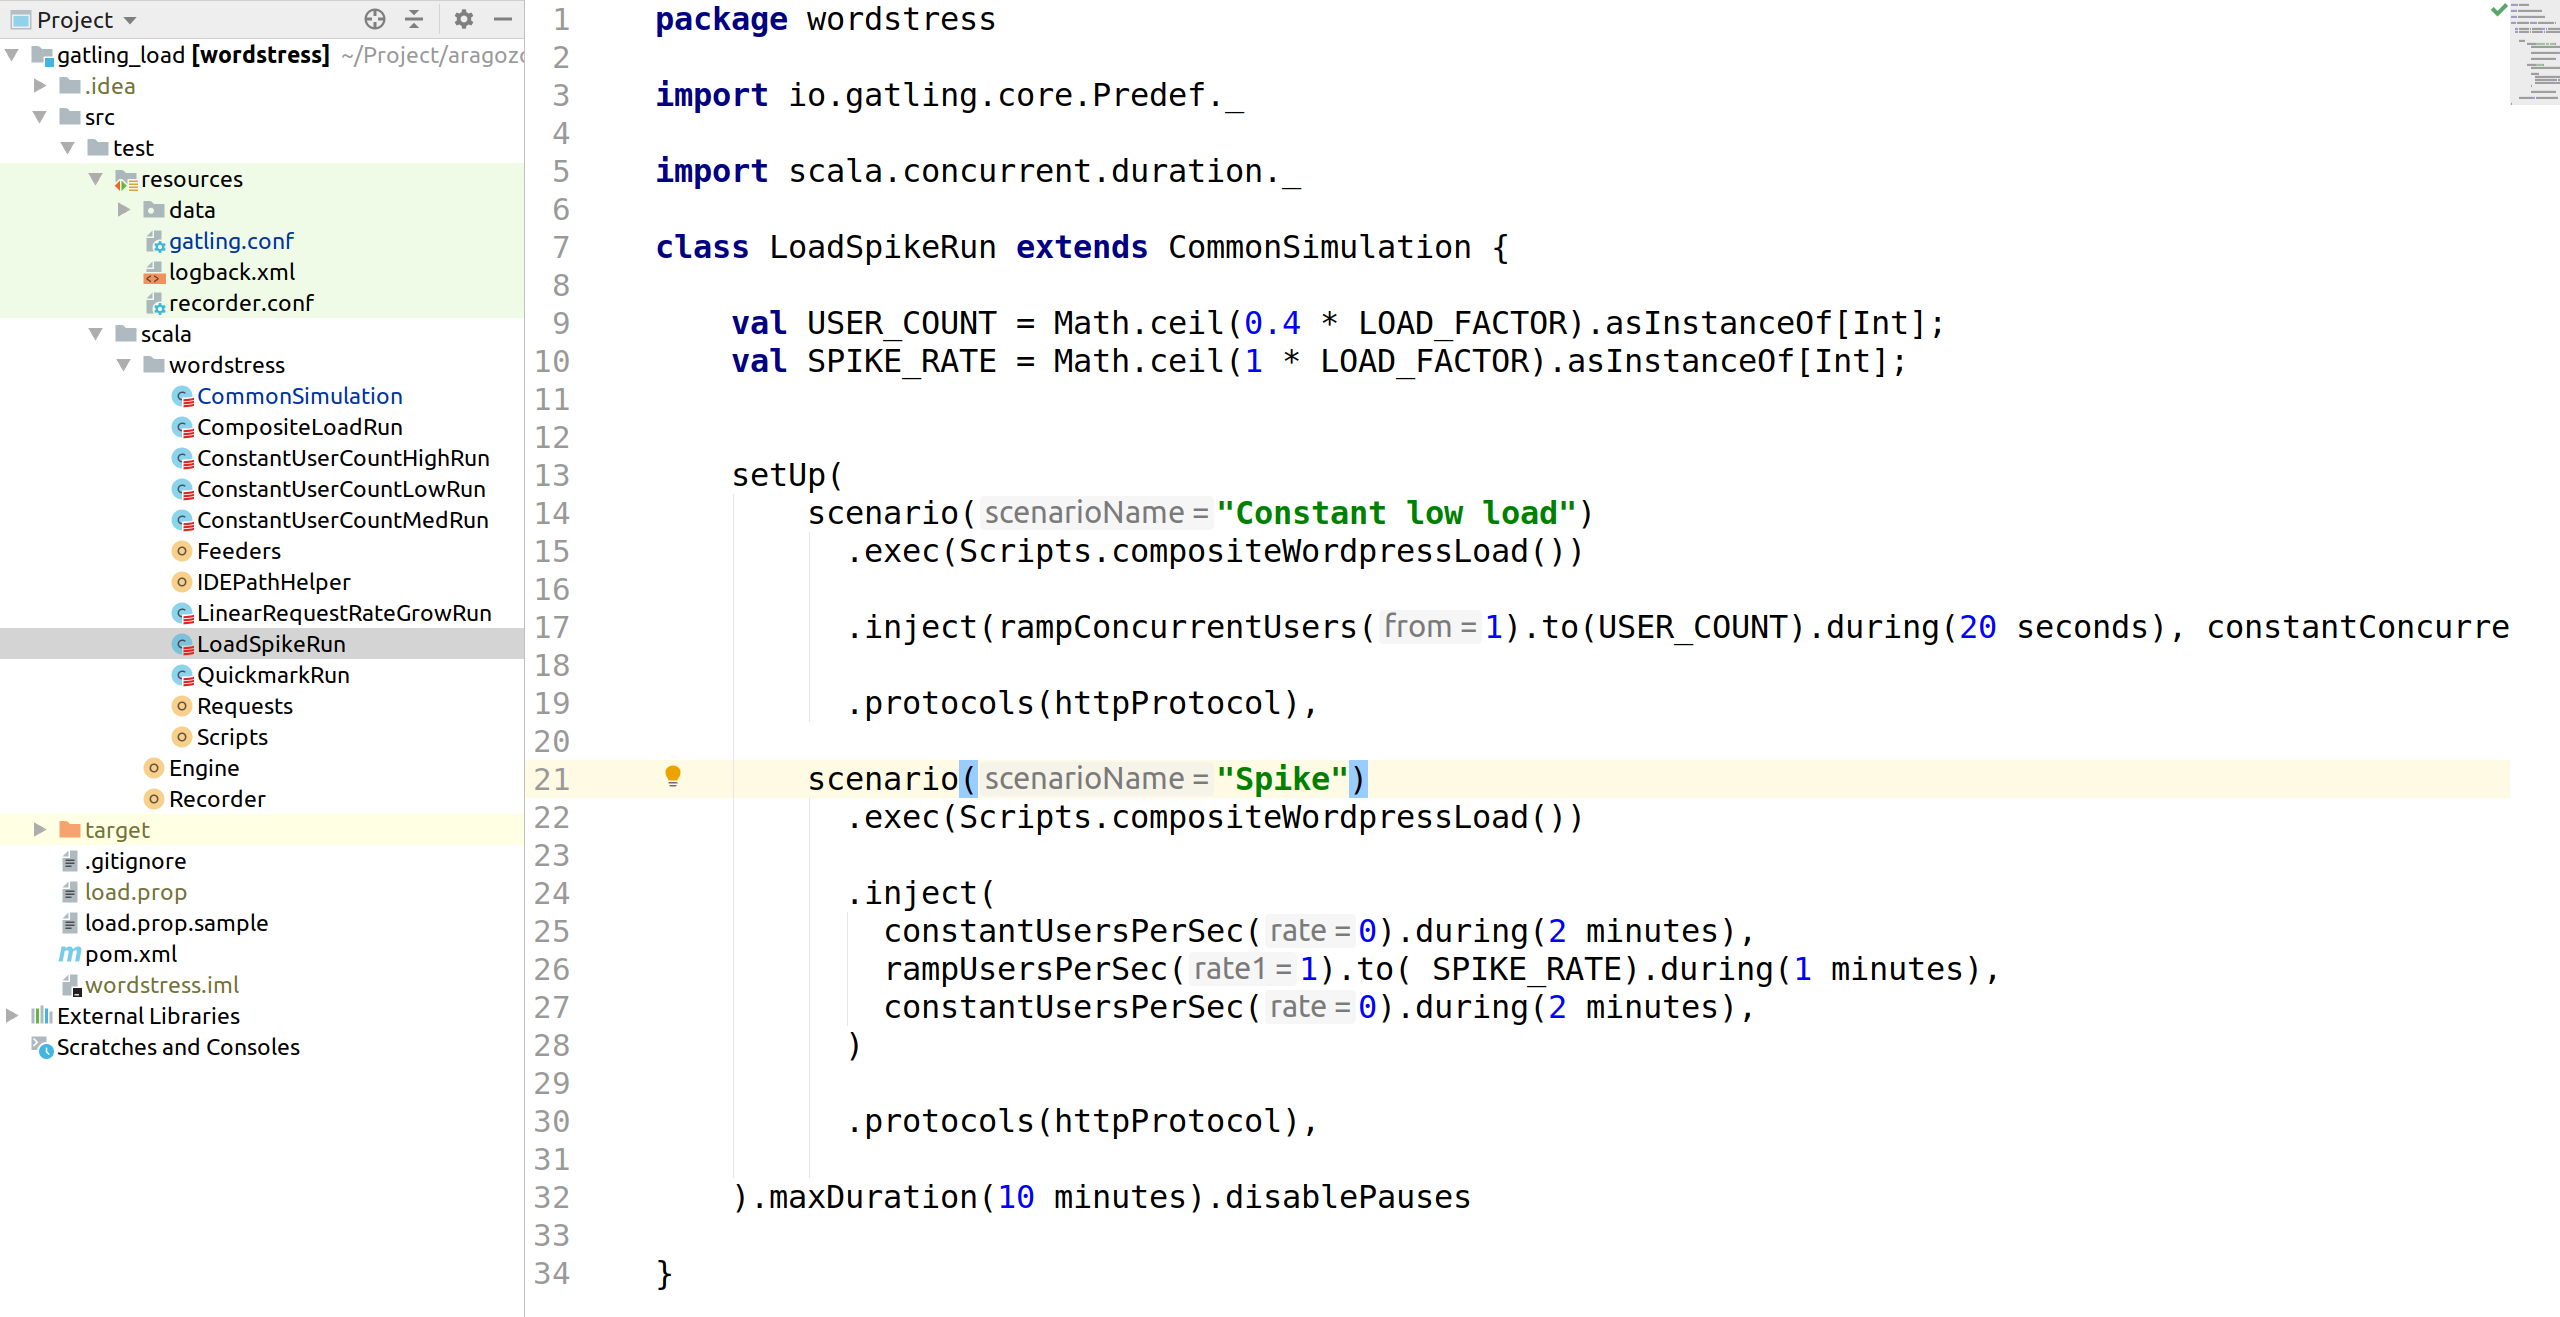 Project
gatling_load [wordstress] ~/Project/aragozo
.idea
src
test
resources
data
gatling.conf
logback.xml
recorder.conf
scala
wordstress
CommonSimulation
CompositeLoadRun
ConstantUserCountHighRun
ConstantUserCountLowRun
ConstantUserCountMedRun
Feeders
IDEPathHelper
LinearRequestRateGrowRun
LoadSpikeRun
QuickmarkRun
Requests
Scripts
Engine
Recorder
target
.gitignore
load.prop
load.prop.sample
pom.xml
wordstress.iml
External Libraries
Scratches and Consoles
1 package wordstress
2
3 import io.gatling.core.Predef._
4
5 import scala.concurrent.duration._
6
7 class LoadSpikeRun extends CommonSimulation {
8
9 val USER_COUNT = Math.ceil(0.4 * LOAD_FACTOR).asInstanceOf[Int];
10 val SPIKE_RATE = Math.ceil(1 * LOAD_FACTOR).asInstanceOf[Int];
11
12
13 setUp(
14 scenario( scenarioName = "Constant low load")
15 .exec(Scripts.compositeWordpressLoad())
16
17 .inject(rampConcurrentUsers( from = 1).to(USER_COUNT).during(20 seconds), constantConcurre
18
19 .protocols(httpProtocol),
20
21 scenario( scenarioName = "Spike")
22 .exec(Scripts.compositeWordpressLoad())
23
24 .inject(
25 constantUsersPerSec( rate = 0).during(2 minutes),
26 rampUsersPerSec( rate1 = 1).to( SPIKE_RATE).during(1 minutes),
27 constantUsersPerSec( rate = 0).during(2 minutes),
28 )
29
30 .protocols(httpProtocol),
31
32 ).maxDuration(10 minutes).disablePauses
33
34 }